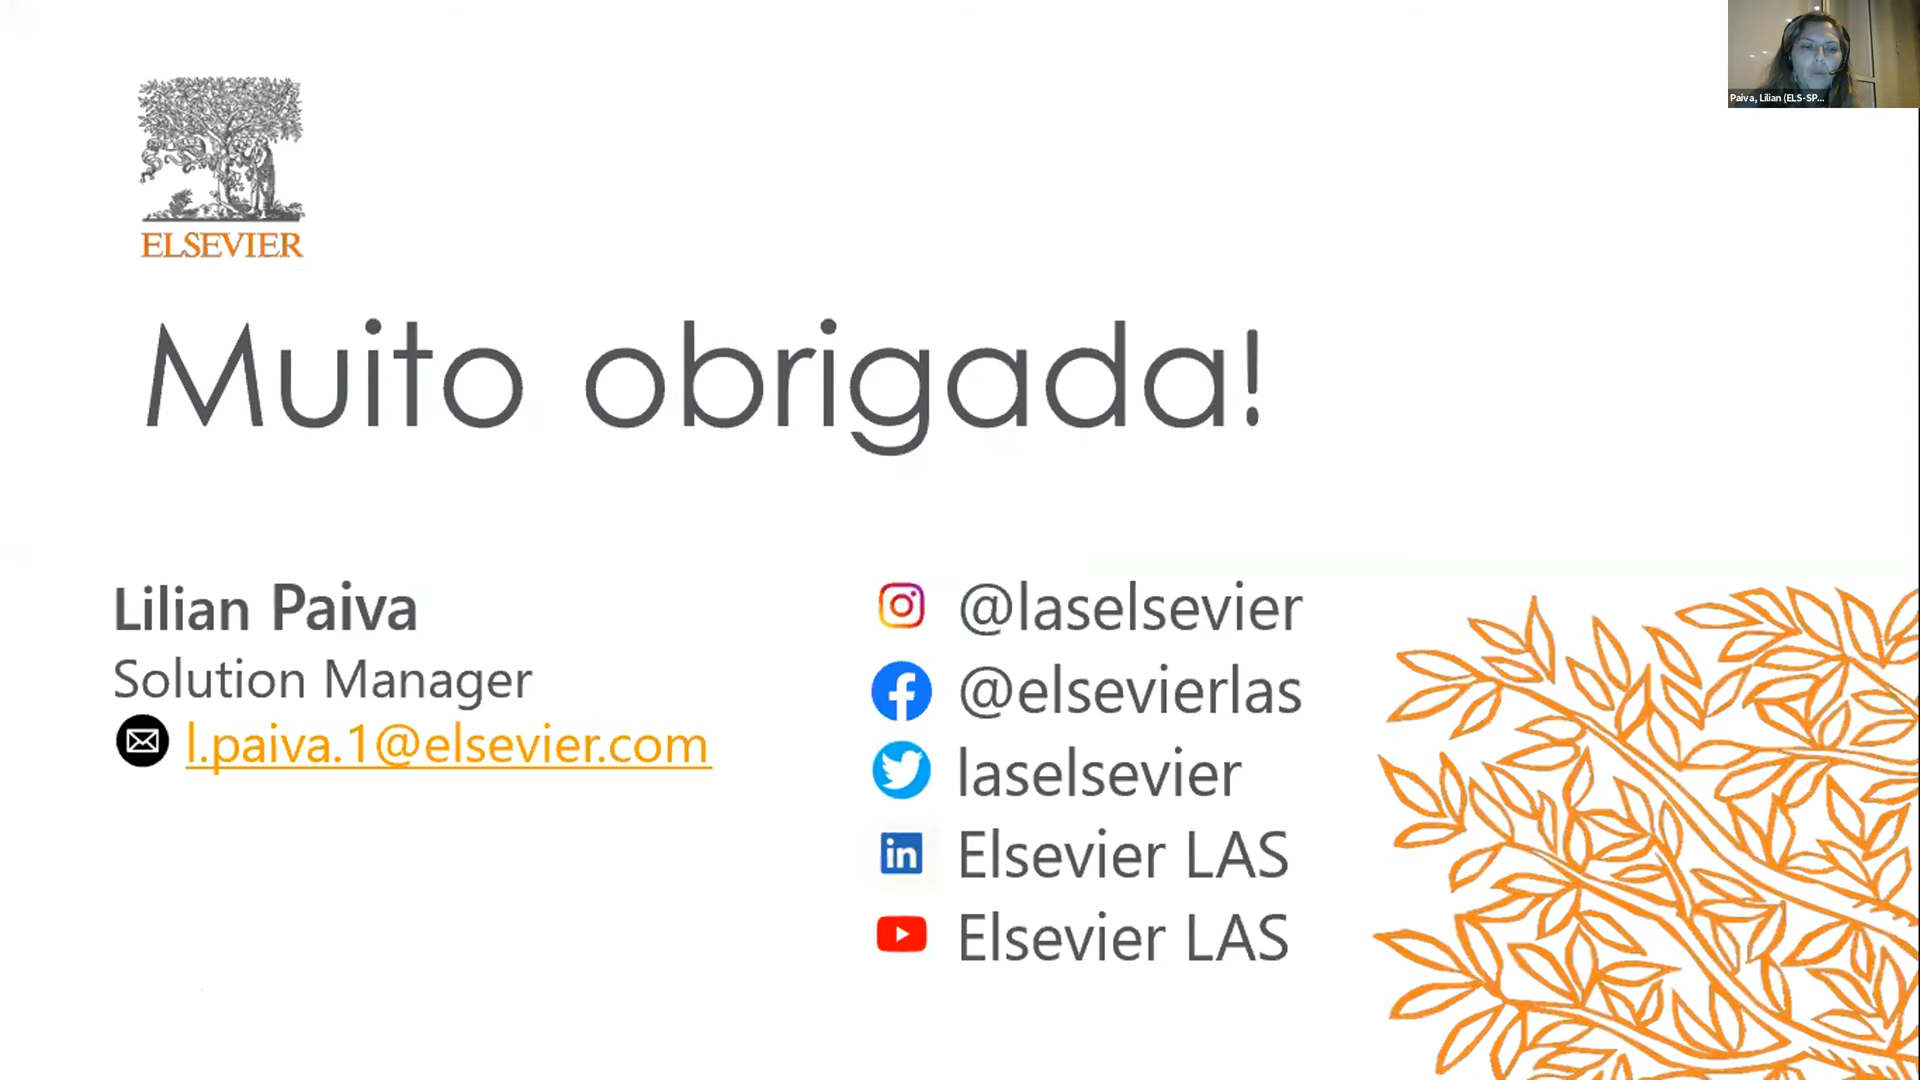 Paiva, Lilian (ELS-SP...
ELSEVIER
Muito obrigada!
Lilian Paiva
Solution Manager
l.paiva.1@elsevier.com
@laselsevier
@elsevierlas
laselsevier
in Elsevier LAS
Elsevier LAS